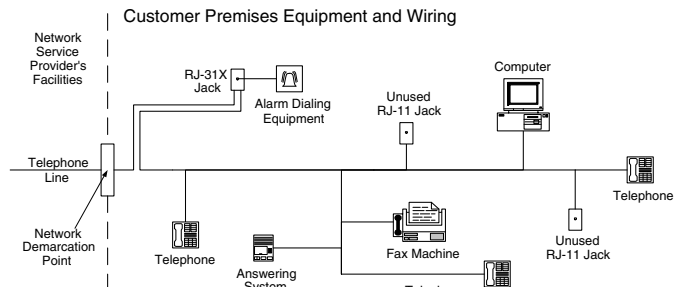 Customer Premises Equipment and Wiring
Network
Service
Provider's
Facilities
RJ-31X
Jack
Alarm Dialing
Equipment
Unused
RJ-11 Jack
Computer
Telephone
Line
Telephone
Network
Demarcation
Point
Telephone
Answering
System
Fax Machine
Unused
RJ-11 Jack